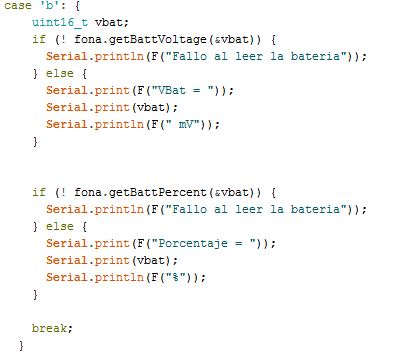 case 'b': {
uint16_t vbat;
if (! fona.getBattVoltage(&vbat)) {
Serial.println(F("Fallo al leer la bateria"));
} else {
Serial.print(F("VBat = "));
Serial.print(vbat);
Serial.println(F(" mV"));
}
if (! fona.getBattPercent(&vbat)) {
Serial.println(F("Fallo al leer la bateria"));
} else {
Serial.print(F("Porcentaje = "));
Serial.print(vbat);
Serial.println(F("%"));
}
break;
}